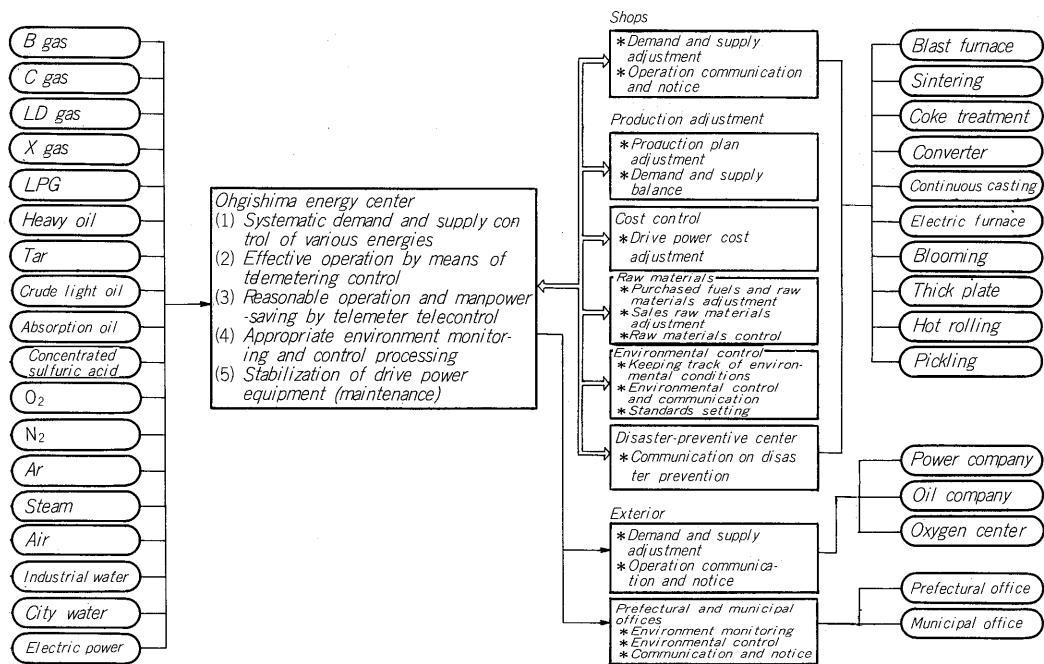 B gas
C gas
LD gas
X gas
LPG
Heavy oil
Tar
Crude light oil
Absorption oil
Concentrated
sulfuric acid
O2
N2
Ar
Steam
Air
Industrial water
City water
Electric power
Ohgishima energy center
(1) Systematic demand and supply con
trol of various energies
(2) Effective operation by means of
telemetering control
(3) Reasonable operation and manpower
-saving by telemeter telecontrol
(4) Appropriate environment monitor-
ing and control processing
(5) Stabilization of drive power
equipment (maintenance)
Shops
* Demand and supply
adjustment
* Operation communication
and notice
Production adjustment
* Production plan
adjustment
* Demand and supply
balance
Cost control
* Drive power cost
adjustment
Raw materials
* Purchased fuels and raw
materials adjustment
* Sales raw materials
adjustment
* Raw materials control
Environmental control
* Keeping track of environ-
mental conditions
* Environmental control
and communication
* Standards setting
Disaster-preventive center
* Communication on disas
ter prevention
Exterior
* Demand and supply
adjustment
* Operation communica-
tion and notice
Prefectural and municipal
offices
* Environment monitoring
* Environmental control
* Communication and notice
Blast furnace
Sintering
Coke treatment
Converter
Continuous casting
Electric furnace
Blooming
Thick plate
Hot rolling
Pickling
Power company
Oil company
Oxygen center
Prefectural office
Municipal office